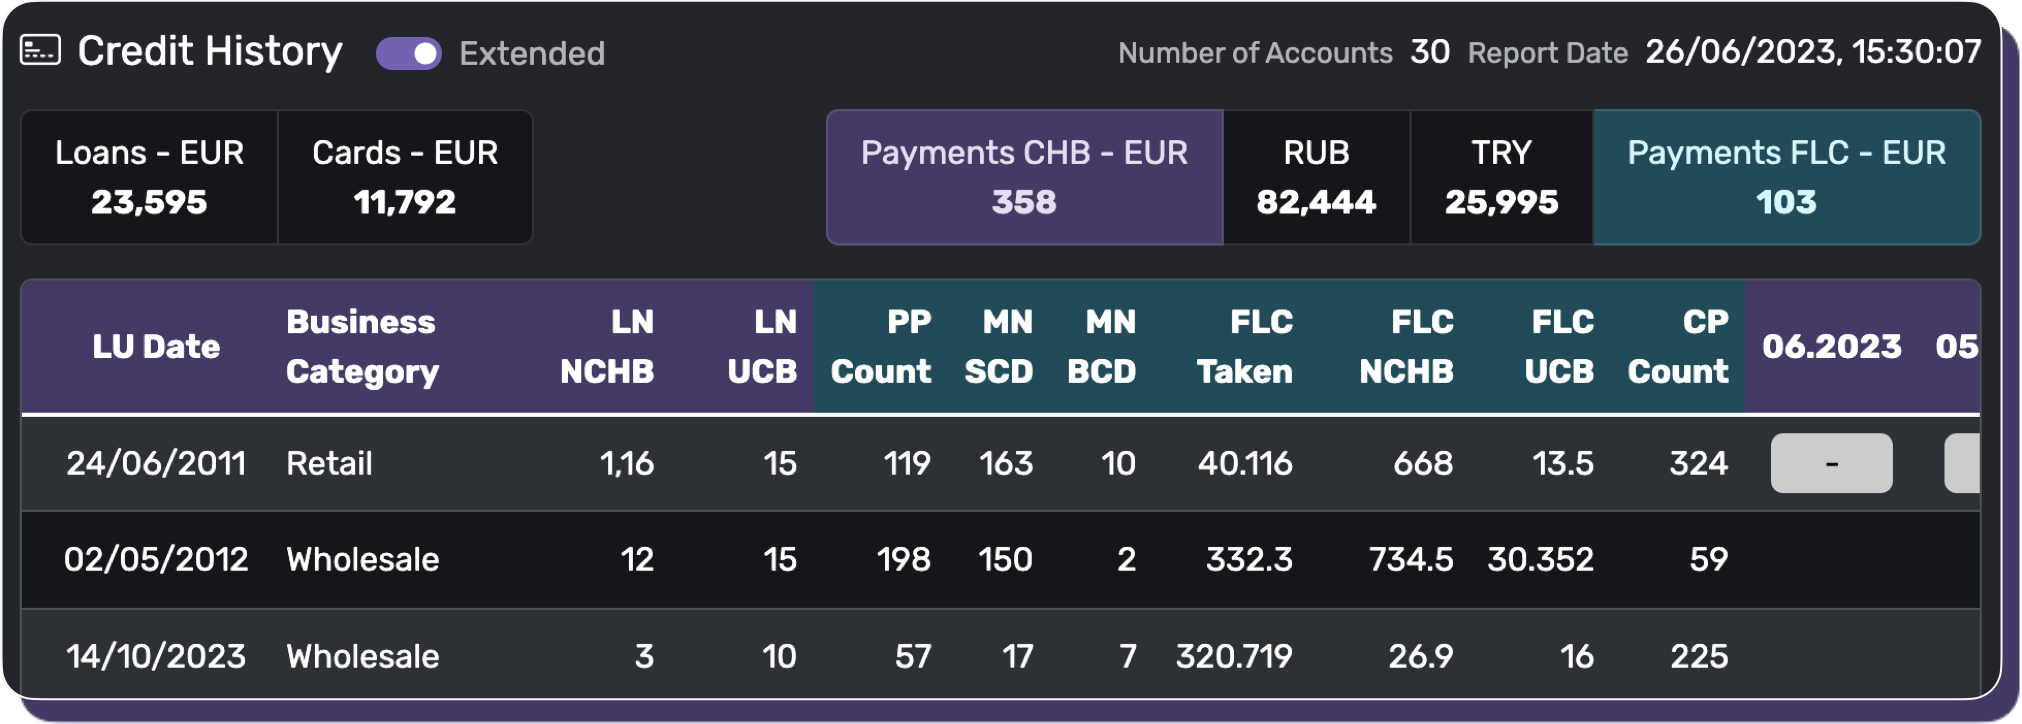 Credit History Extended Number of Accounts 30 Report Date 26/06/2023, 15:30:07
Loans - EUR Cards - EUR Payments CHB - EUR RUB TRY Payments FLC - EUR
23,595 11,792 358 82,444 25,995 103
LU Date Business Category LN NCHB LN UCB PP Count MN SCD MN BCD FLC Taken FLC NCHB FLC UCB CP Count 06.2023 05
24/06/2011 Retail 1,16 15 119 163 10 40.116 668 13.5 324 -
02/05/2012 Wholesale 12 15 198 150 2 332.3 734.5 30.352 59
14/10/2023 Wholesale 3 10 57 17 7 320.719 26.9 16 225